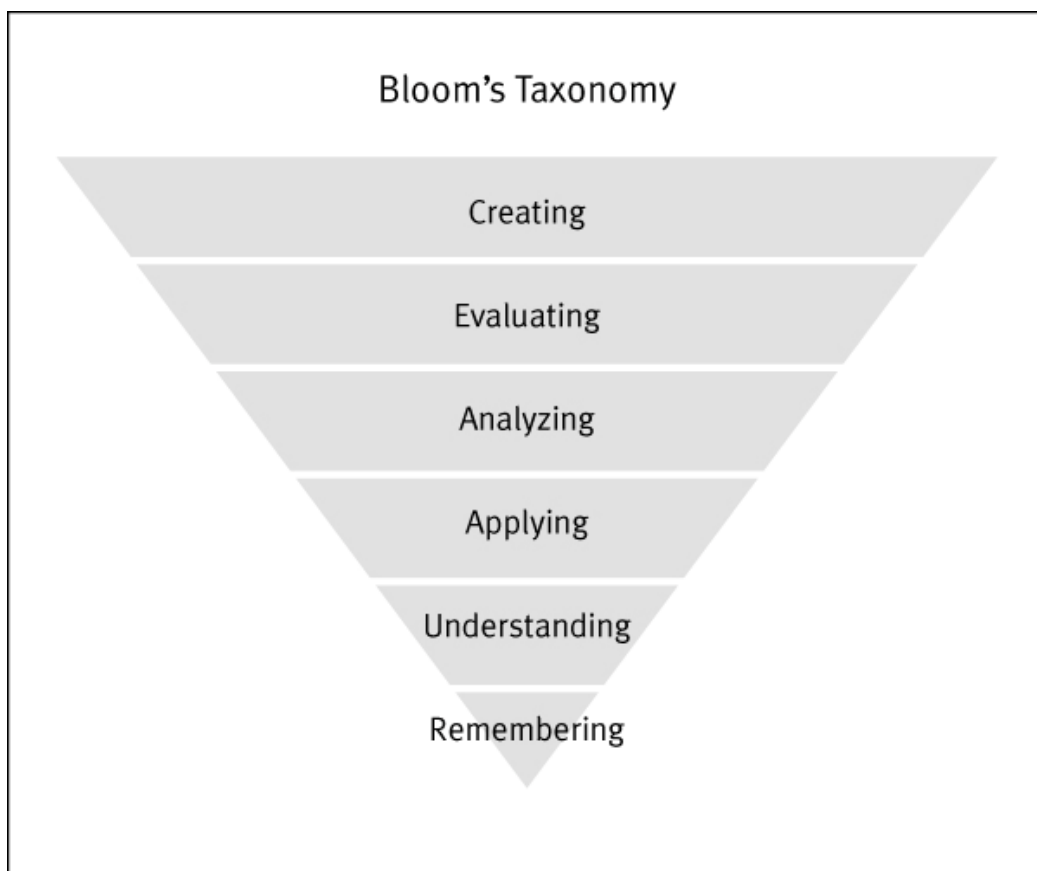 Bloom’s Taxonomy
Creating
Evaluating
Analyzing
Applying
Understanding
Remembering